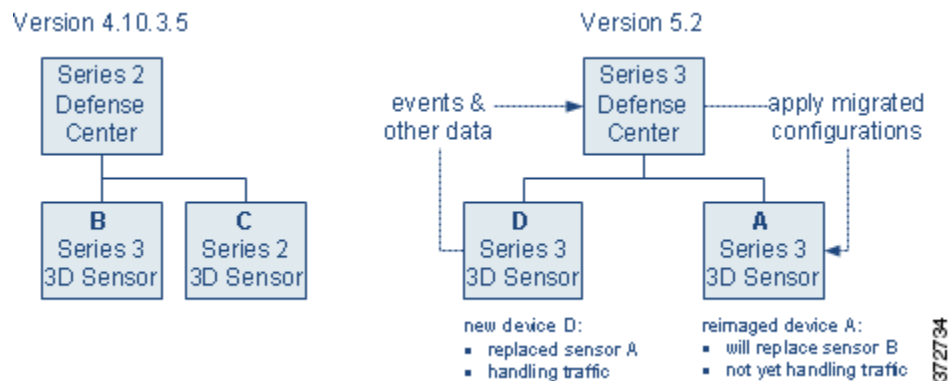 Version 4.10.3.5
Series 2
Defense
Center
B
Series 3
3D Sensor
C
Series 2
3D Sensor
Version 5.2
events &
other data
Series 3
Defense
Center
apply migrated
configurations
D
Series 3
3D Sensor
A
Series 3
3D Sensor
new device D:
▪ replaced sensor A
▪ handling traffic
reimaged device A:
▪ will replace sensor B
▪ not yet handling traffic
372734